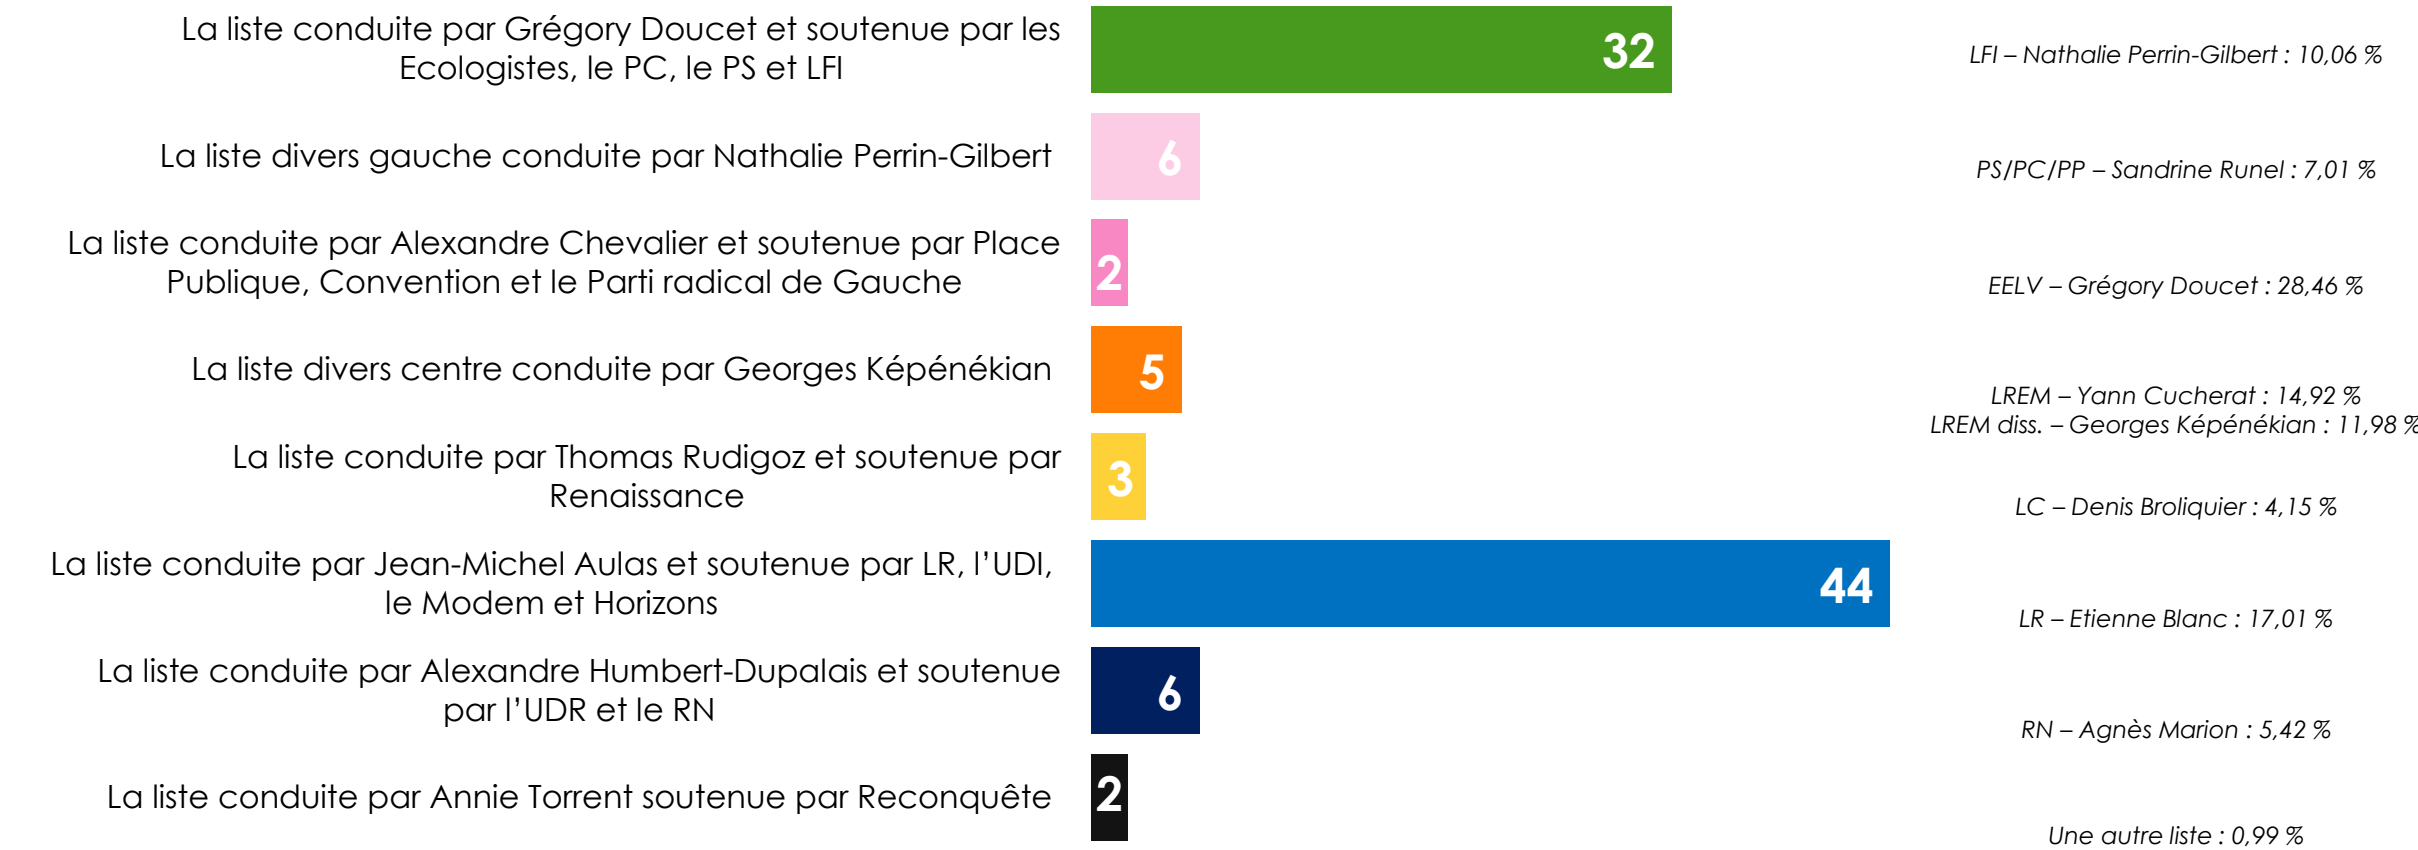 La liste conduite par Grégory Doucet et soutenue par les
Ecologistes, le PC, le PS et LFI
32
LFI – Nathalie Perrin-Gilbert : 10,06 %
La liste divers gauche conduite par Nathalie Perrin-Gilbert
6
PS/PC/PP – Sandrine Runel : 7,01 %
La liste conduite par Alexandre Chevalier et soutenue par Place
Publique, Convention et le Parti radical de Gauche
2
EELV – Grégory Doucet : 28,46 %
La liste divers centre conduite par Georges Képénékian
5
LREM – Yann Cucherat : 14,92 %
LREM diss. – Georges Képénékian : 11,98 %
La liste conduite par Thomas Rudigoz et soutenue par
Renaissance
3
LC – Denis Broliquier : 4,15 %
La liste conduite par Jean-Michel Aulas et soutenue par LR, l’UDI,
le Modem et Horizons
44
LR – Etienne Blanc : 17,01 %
La liste conduite par Alexandre Humbert-Dupalais et soutenue
par l’UDR et le RN
6
RN – Agnès Marion : 5,42 %
La liste conduite par Annie Torrent soutenue par Reconquête
2
Une autre liste : 0,99 %